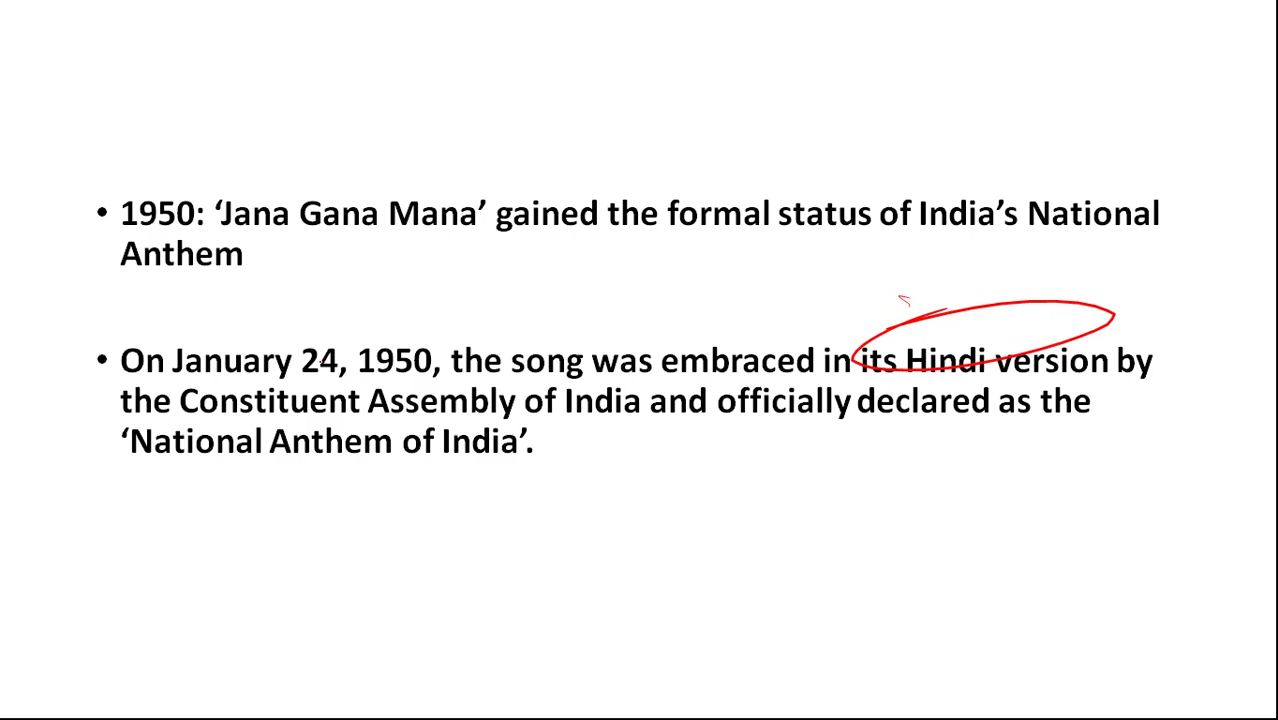 • 1950: ‘Jana Gana Mana’ gained the formal status of India’s National
Anthem
• On January 24, 1950, the song was embraced in its Hindi version by
the Constituent Assembly of India and officially declared as the
‘National Anthem of India’.